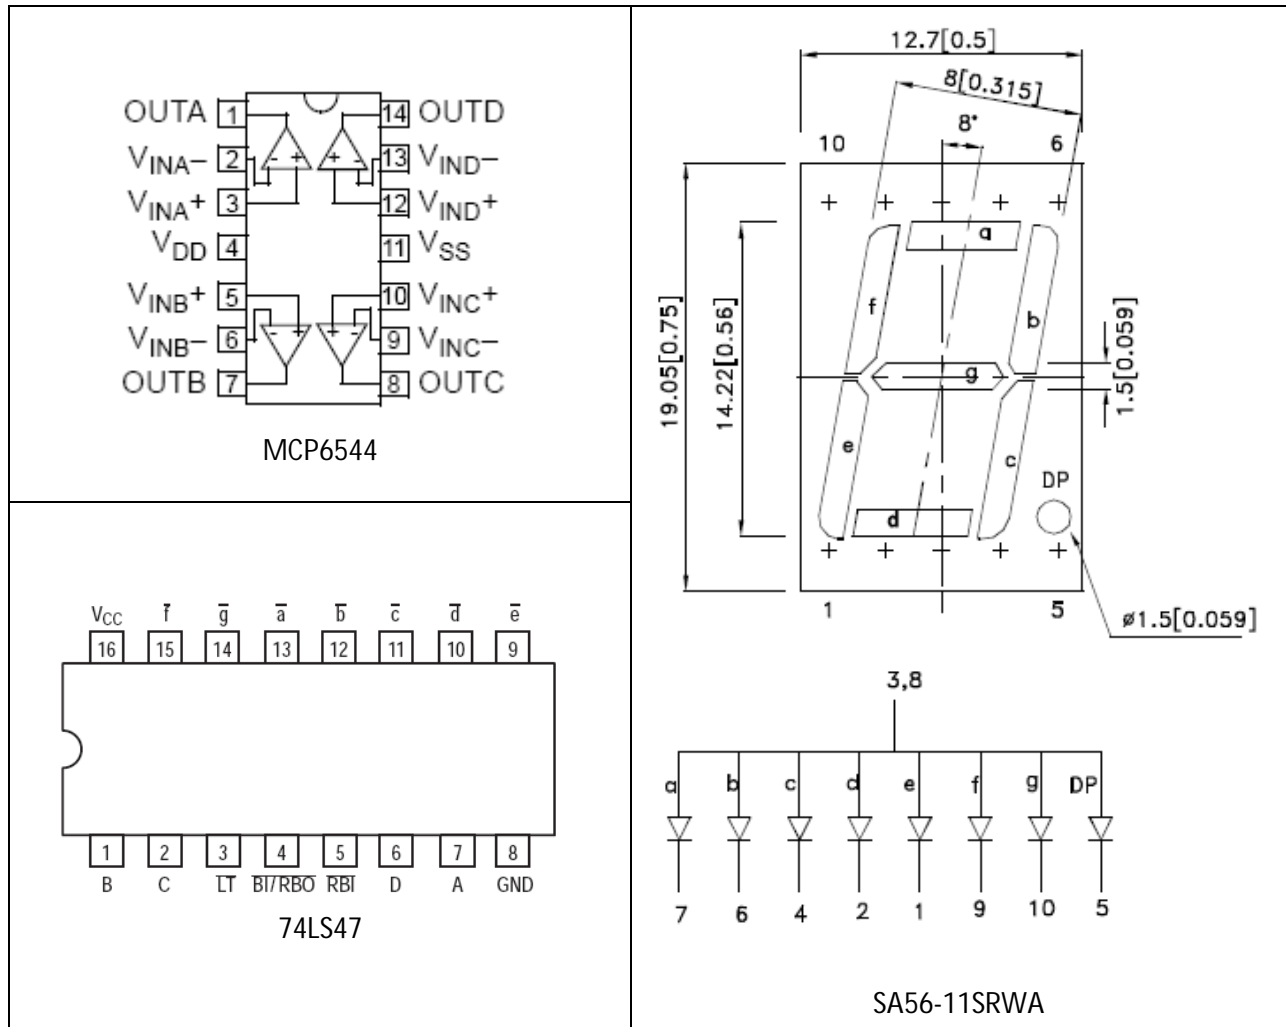 OUTA 1 14 OUTD
VINA− 2 13 VIND−
VINA+ 3 12 VIND+
VDD 4 11 VSS
VINB+ 5 10 VINC+
VINB− 6 9 VINC−
OUTB 7 8 OUTC
- + + -
+ - + -
MCP6544
VCC f̅ g̅ a̅ b̅ c̅ d̅ e̅
16 15 14 13 12 11 10 9
1 2 3 4 5 6 7 8
B C L̅T̅ B̅I̅/̅R̅B̅O̅ R̅B̅I̅ D A GND
74LS47
12.7[0.5]
8[0.315]
8°
10 6
a
f
b
g
e
c
d
DP
19.05[0.75]
14.22[0.56]
1.5[0.059]
1 5
ø1.5[0.059]
3,8
a b c d e f g DP
7 6 4 2 1 9 10 5
SA56-11SRWA